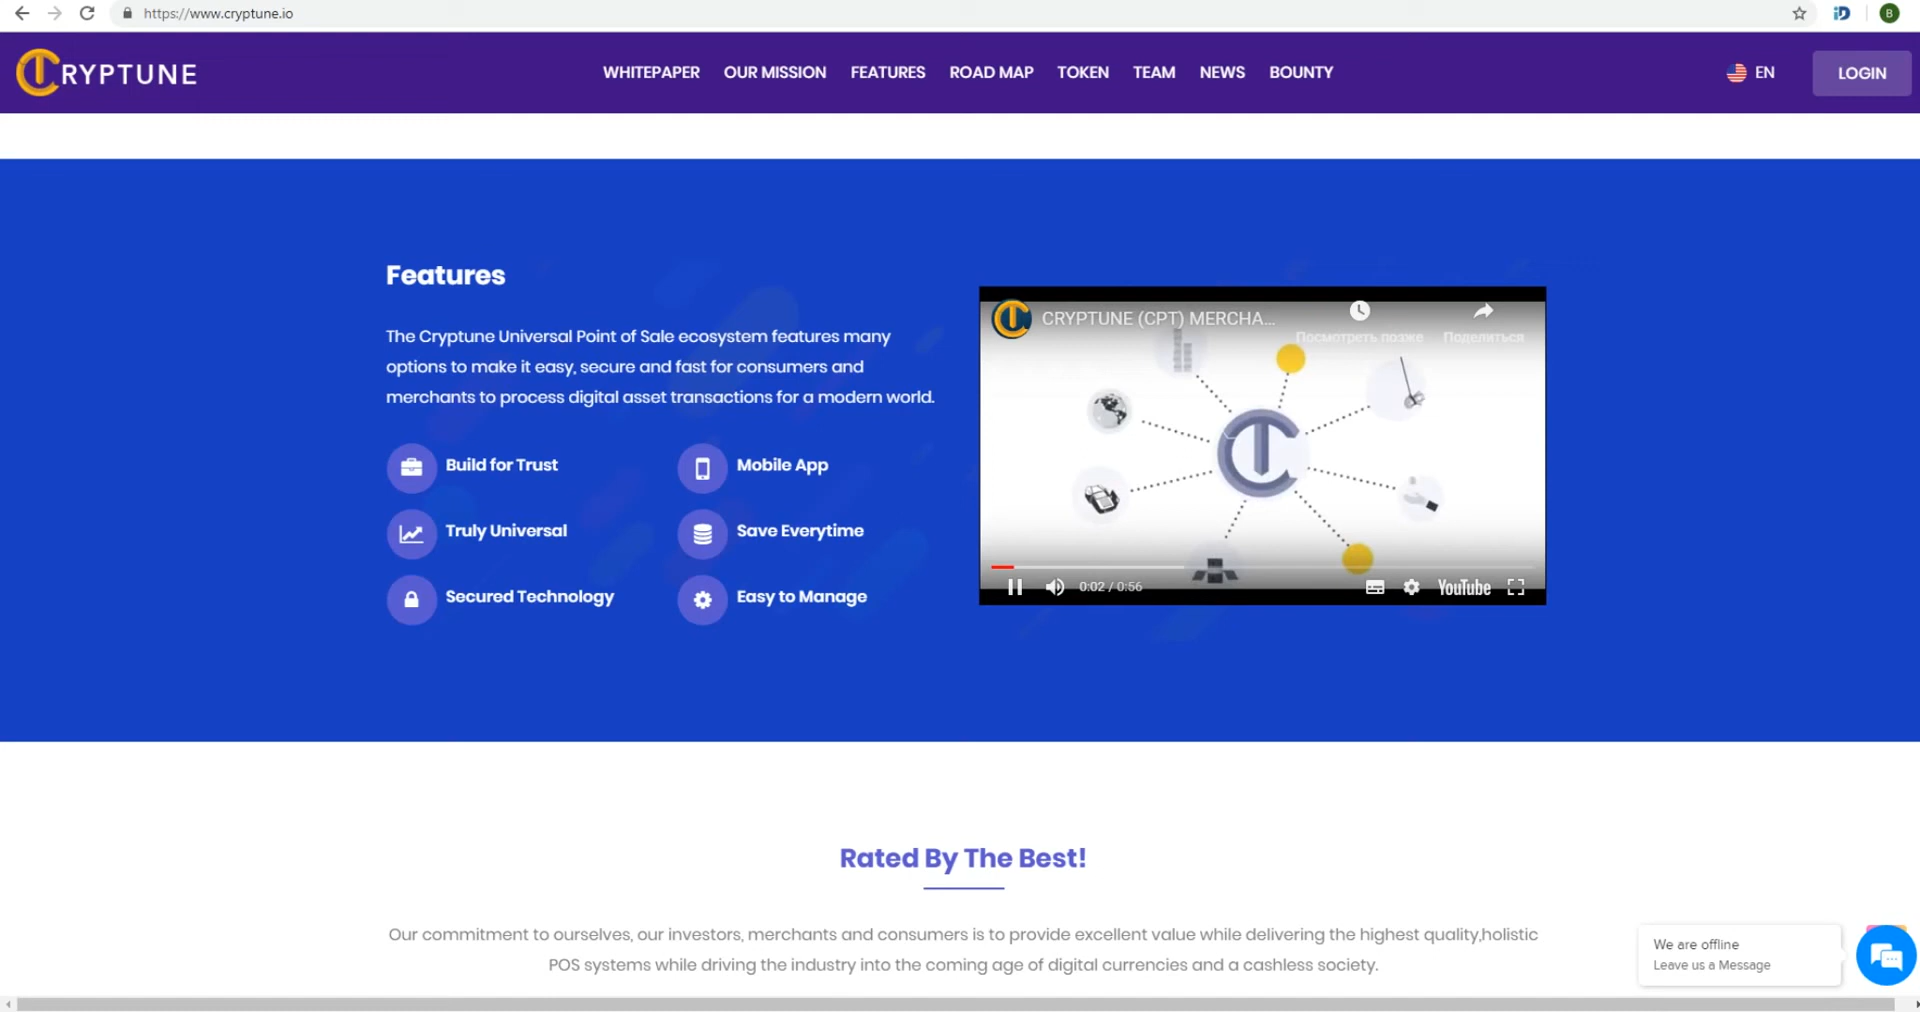 https://www.cryptune.io
B
CRYPTUNE
WHITEPAPER OUR MISSION FEATURES ROAD MAP TOKEN TEAM NEWS BOUNTY
EN
LOGIN
Features
The Cryptune Universal Point of Sale ecosystem features many
options to make it easy, secure and fast for consumers and
merchants to process digital asset transactions for a modern world.
Build for Trust
Mobile App
Truly Universal
Save Everytime
Secured Technology
Easy to Manage
CRYPTUNE (CPT) MERCHA...
Посмотреть позже
Поделиться
0:02 / 0:56
YouTube
Rated By The Best!
Our commitment to ourselves, our investors, merchants and consumers is to provide excellent value while delivering the highest quality,holistic
POS systems while driving the industry into the coming age of digital currencies and a cashless society.
We are offline
Leave us a Message